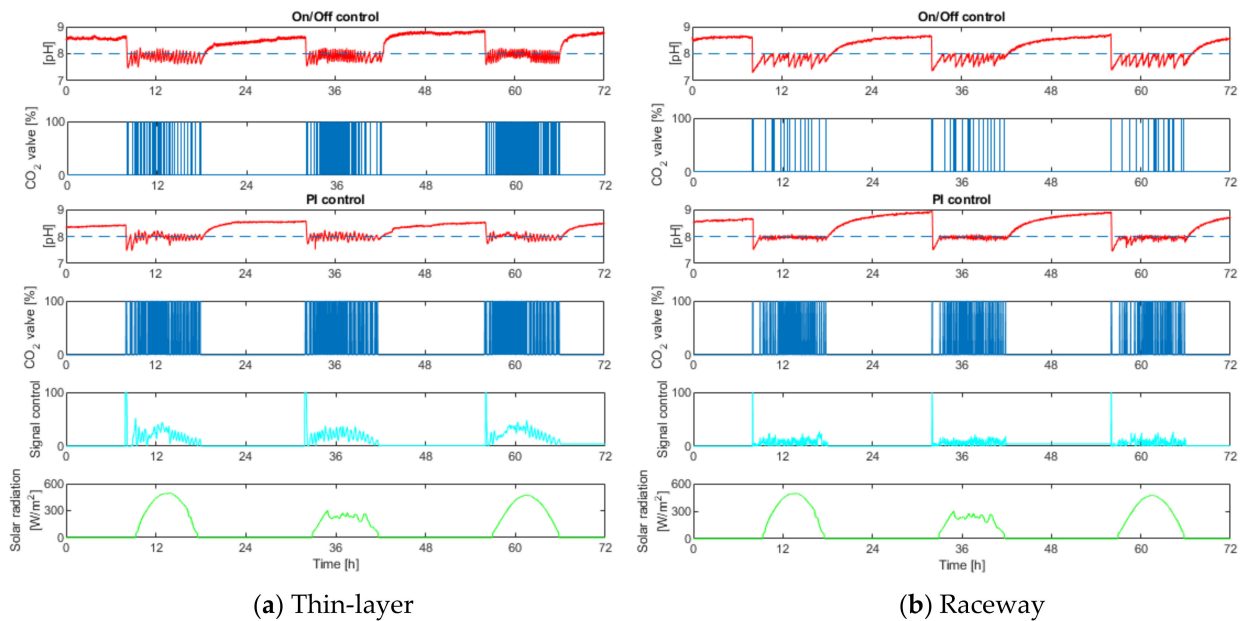 On/Off control
9
8
7
[pH]
0 12 24 36 48 60 72
100
50
0
CO2 valve [%]
0 12 24 36 48 60 72
PI control
9
8
7
[pH]
0 12 24 36 48 60 72
100
50
0
CO2 valve [%]
0 12 24 36 48 60 72
100
50
0
Signal control
0 12 24 36 48 60 72
600
300
0
Solar radiation
[W/m2]
0 12 24 36 48 60 72
Time [h]
(a) Thin-layer
On/Off control
9
8
7
[pH]
0 12 24 36 48 60 72
100
50
0
CO2 valve [%]
0 12 24 36 48 60 72
PI control
9
8
7
[pH]
0 12 24 36 48 60 72
100
50
0
CO2 valve [%]
0 12 24 36 48 60 72
100
50
0
Signal control
0 12 24 36 48 60 72
600
300
0
Solar radiation
[W/m2]
0 12 24 36 48 60 72
Time [h]
(b) Raceway